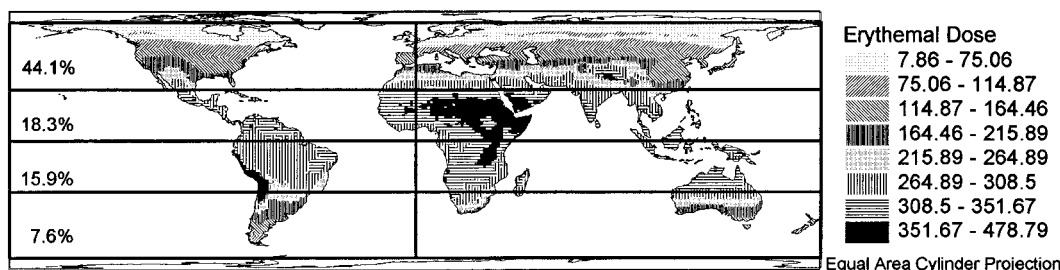 44.1%
18.3%
15.9%
7.6%
Erythemal Dose
7.86 - 75.06
75.06 - 114.87
114.87 - 164.46
164.46 - 215.89
215.89 - 264.89
264.89 - 308.5
308.5 - 351.67
351.67 - 478.79
Equal Area Cylinder Projection